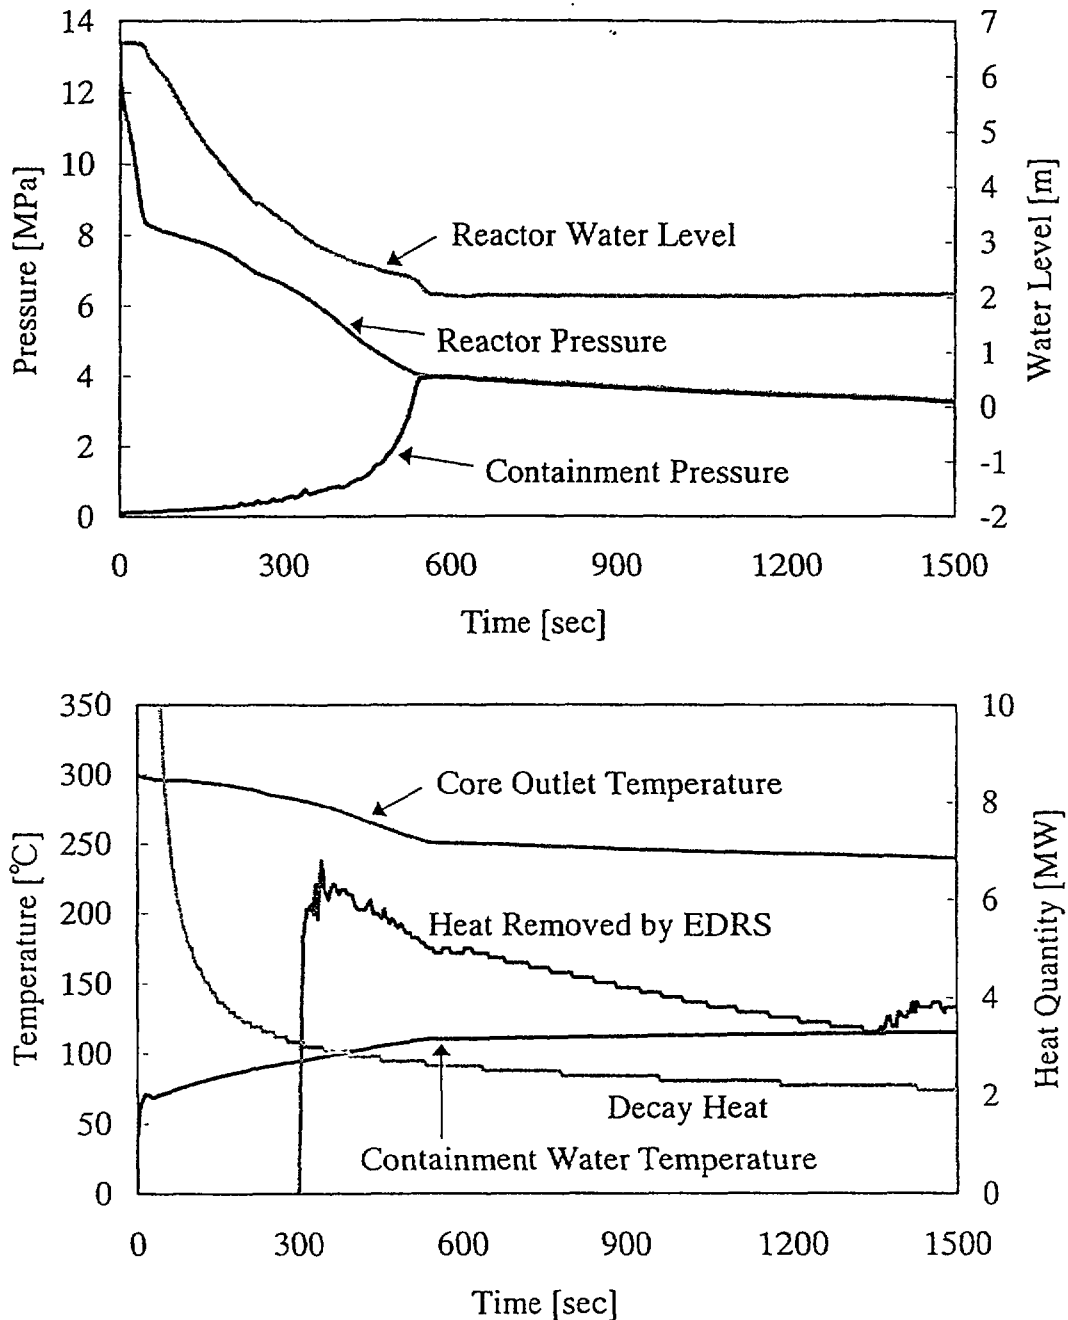 14
12
10
8
6
4
2
0
Pressure [MPa]
7
6
5
4
3
2
1
0
-1
-2
Water Level [m]
Reactor Water Level
Reactor Pressure
Containment Pressure
0 300 600 900 1200 1500
Time [sec]
350
300
250
200
150
100
50
0
Temperature [℃]
10
8
6
4
2
0
Heat Quantity [MW]
Core Outlet Temperature
Heat Removed by EDRS
Decay Heat
Containment Water Temperature
0 300 600 900 1200 1500
Time [sec]